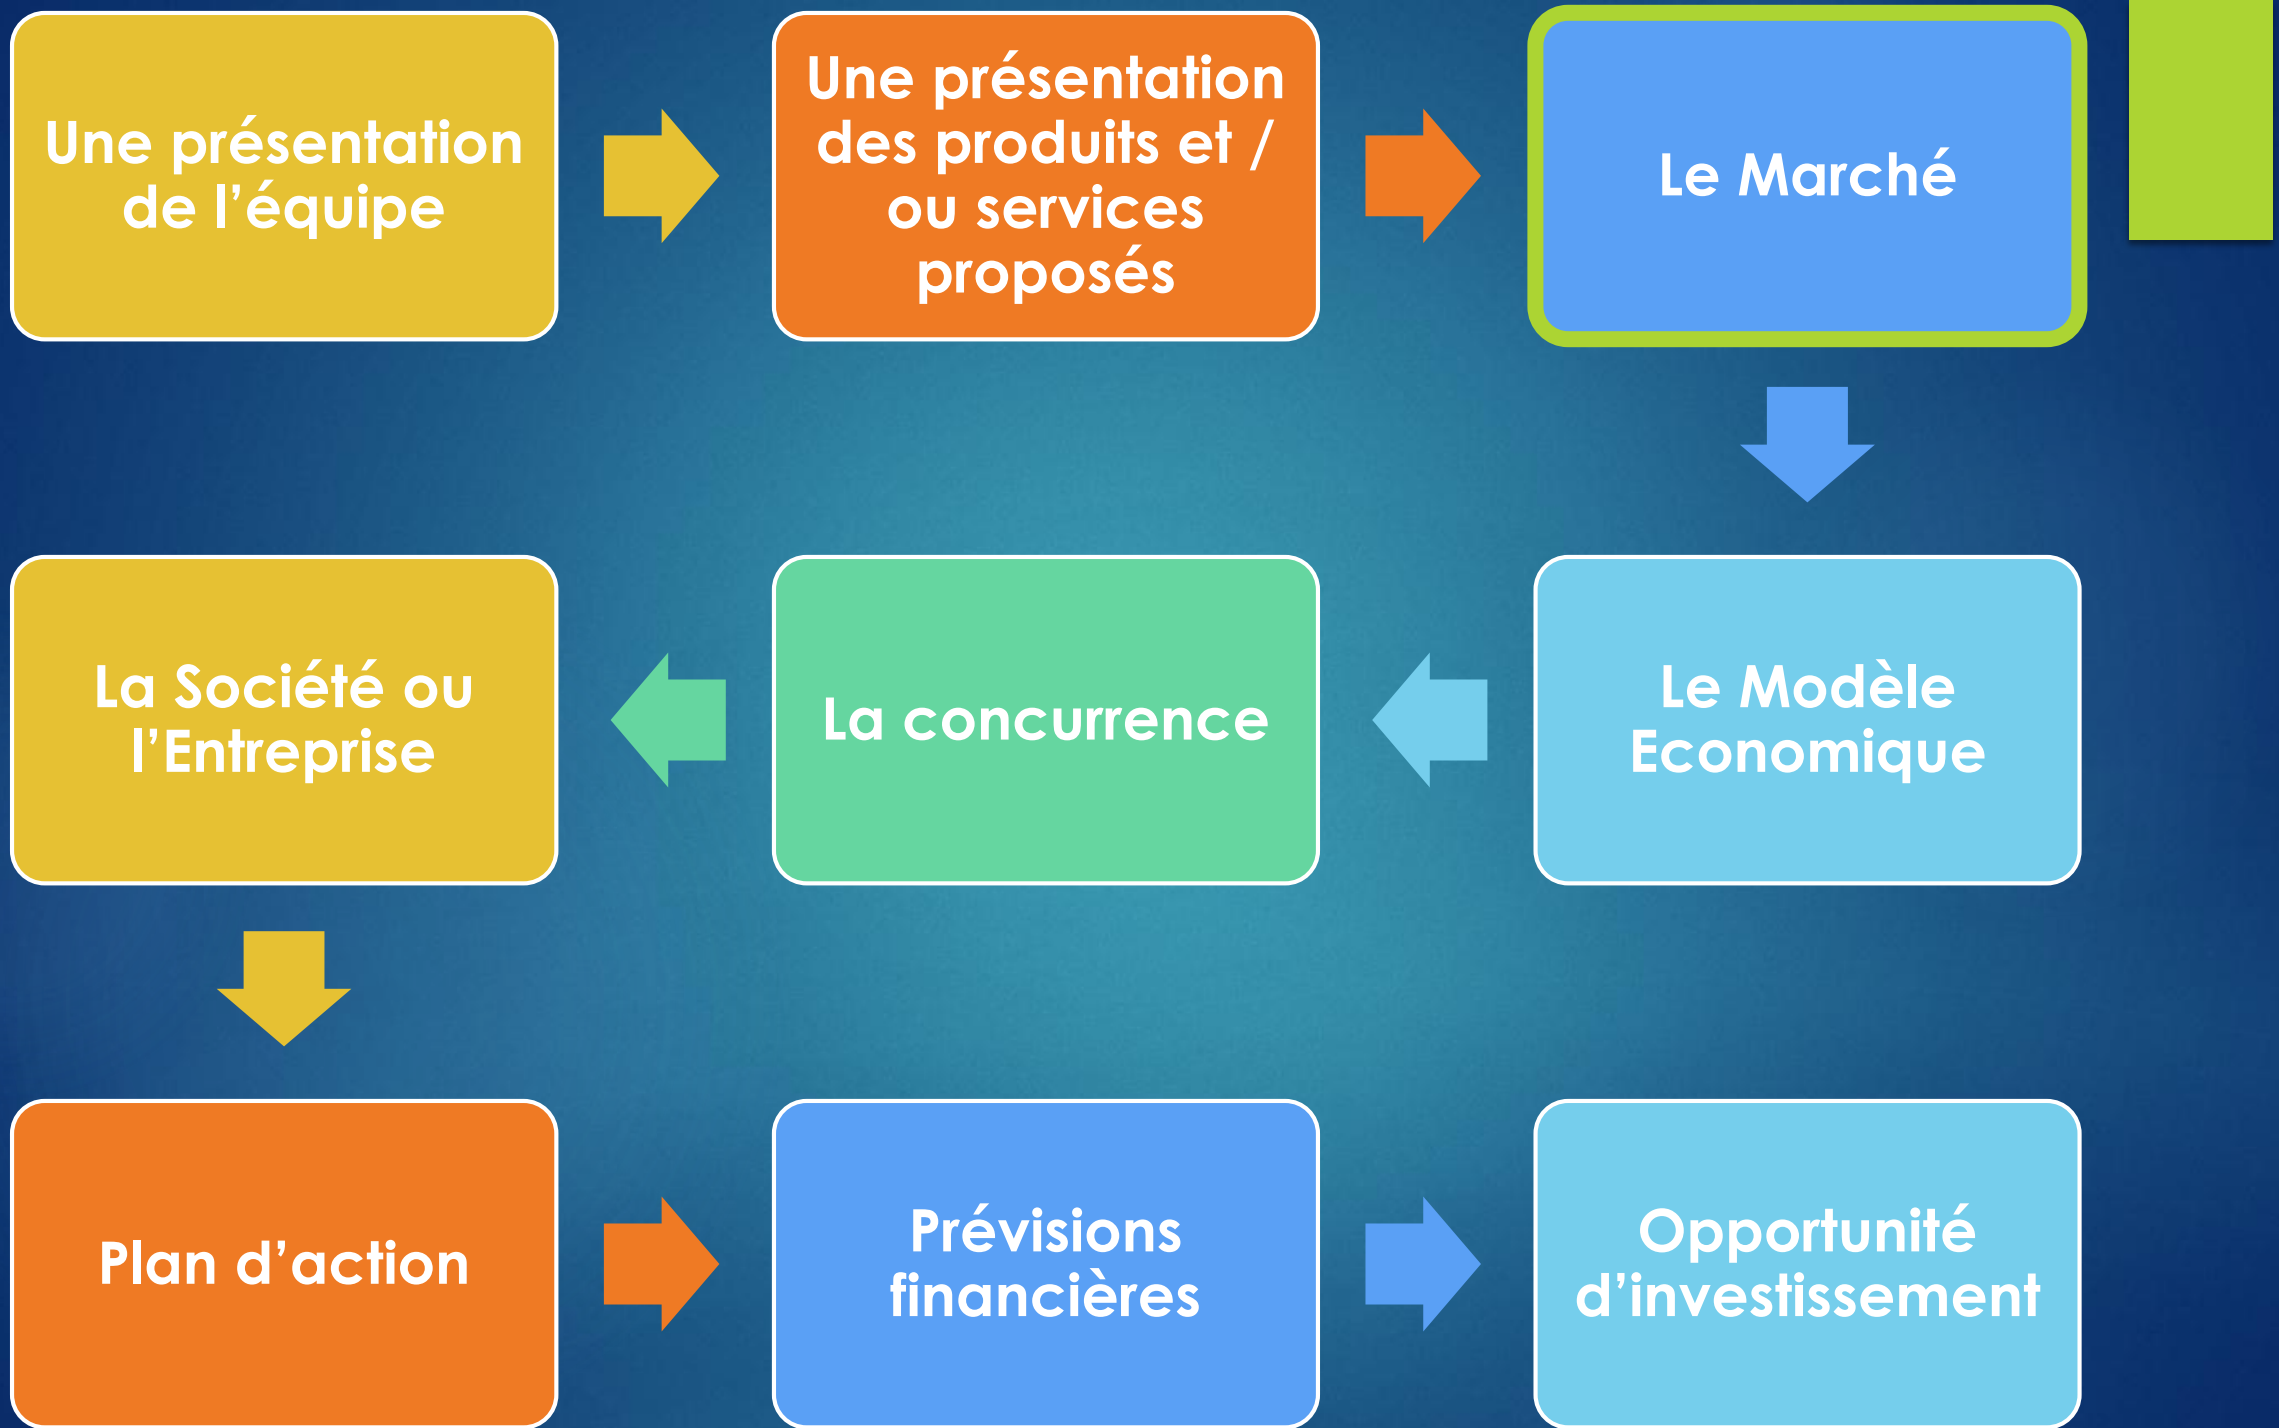 Une présentation
de l’équipe
Une présentation
des produits et /
ou services
proposés
Le Marché
Le Modèle
Economique
La concurrence
La Société ou
l’Entreprise
Plan d’action
Prévisions
financières
Opportunité
d’investissement